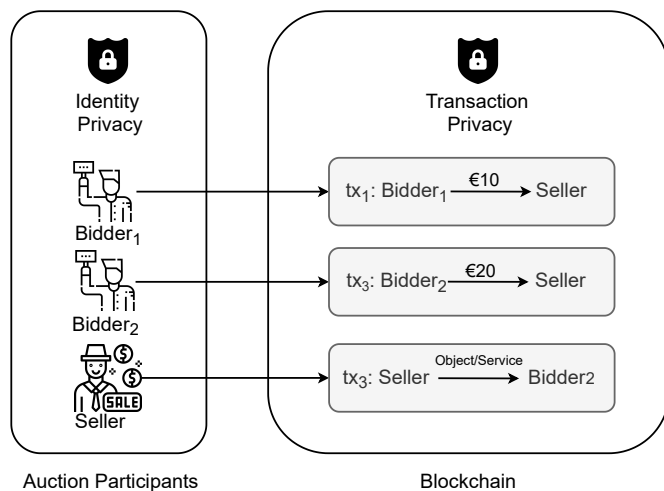 Identity
Privacy
Transaction
Privacy
Bidder₁
tx₁: Bidder₁ €10 Seller
Bidder₂
tx₃: Bidder₂ €20 Seller
Seller
SALE
tx₃: Seller Object/Service Bidder2
Auction Participants
Blockchain